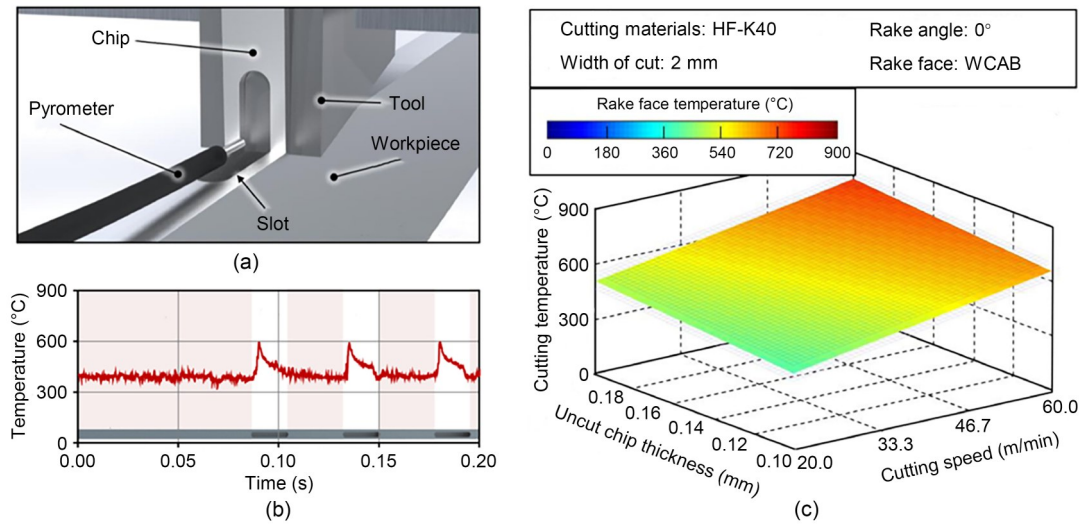 Chip
Pyrometer
Tool
Workpiece
Slot
(a)
Temperature (°C)
900
600
300
0
0.00 0.05 0.10 0.15 0.20
Time (s)
(b)
Cutting materials: HF-K40 Rake angle: 0°
Width of cut: 2 mm Rake face: WCAB
Rake face temperature (°C)
0 180 360 540 720 900
Cutting temperature (°C)
900
600
300
0
0.18
0.16
0.14
0.12
0.10
Uncut chip thickness (mm)
20.0
33.3
46.7
60.0
Cutting speed (m/min)
(c)